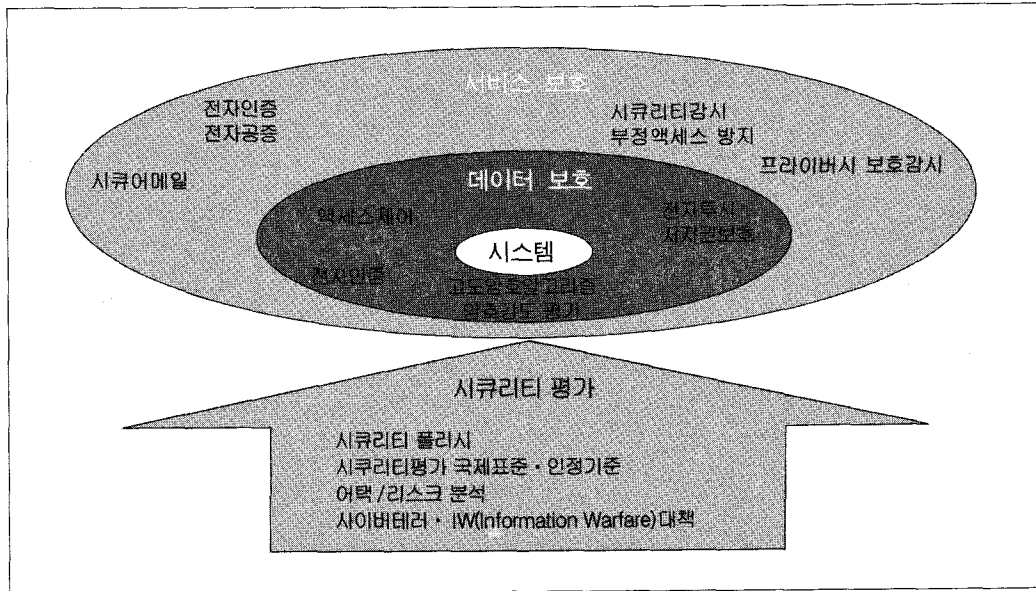 서비스 보호
전자인증
전자공증
시큐리티감시
부정액세스 방지
프라이버시 보호감시
시큐어메일
데이터 보호
액세스제어
전자투시
저작권보호
시스템
전자인증
고도암호알고리즘
암호강도 평가
시큐리티 평가
시큐리티 폴리시
시쿠리티평가 국제표준・인정기준
어택/리스크 분석
사이버테러・IW(Information Warfare)대책